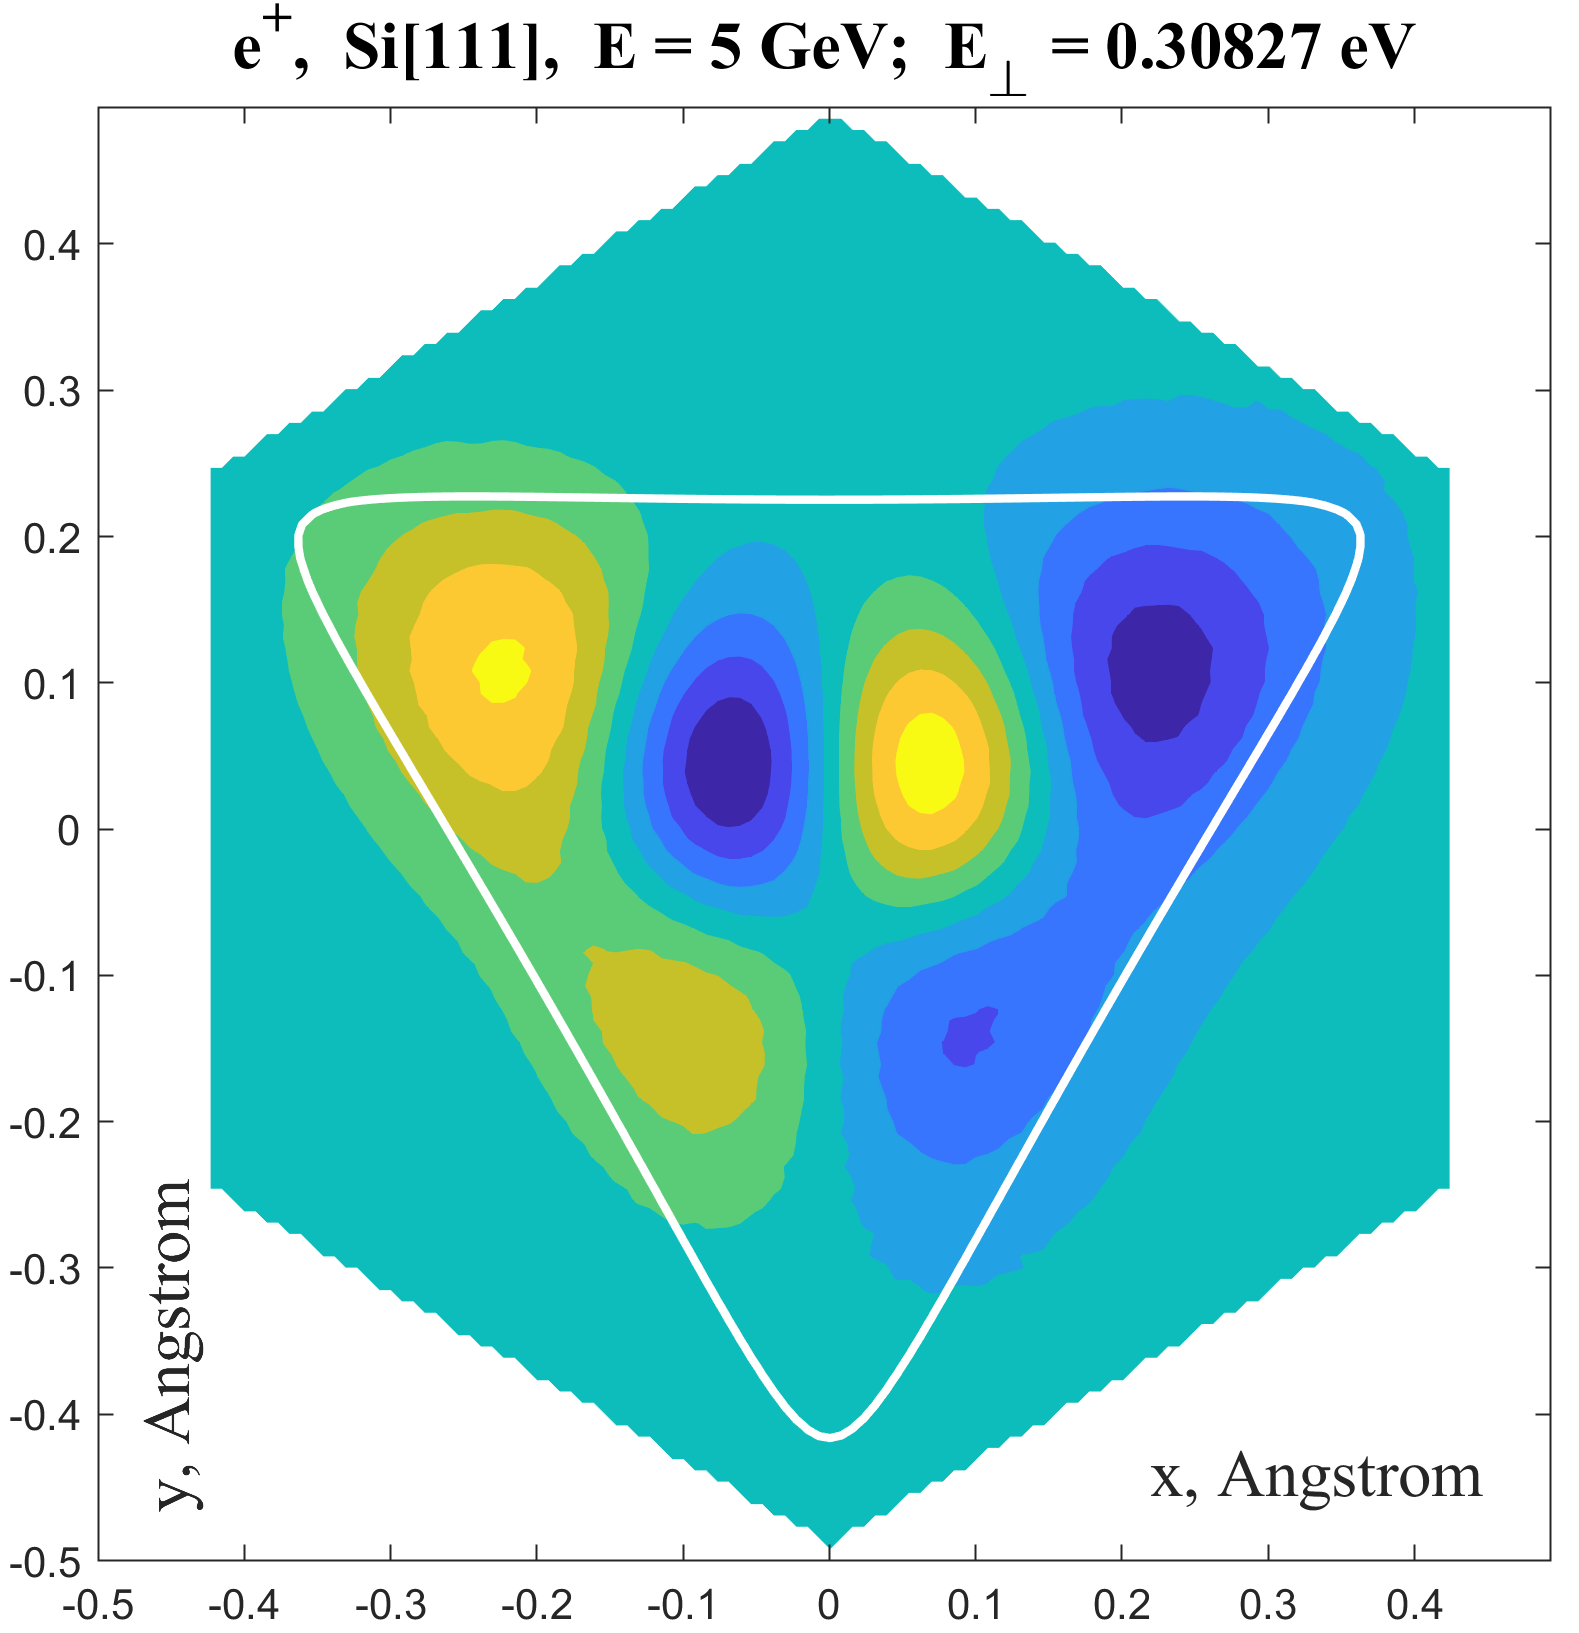 e⁺, Si[111], E = 5 GeV; E⊥ = 0.30827 eV
0.4
0.3
0.2
0.1
0
-0.1
-0.2
-0.3
-0.4
-0.5
y, Angstrom
x, Angstrom
-0.5 -0.4 -0.3 -0.2 -0.1 0 0.1 0.2 0.3 0.4